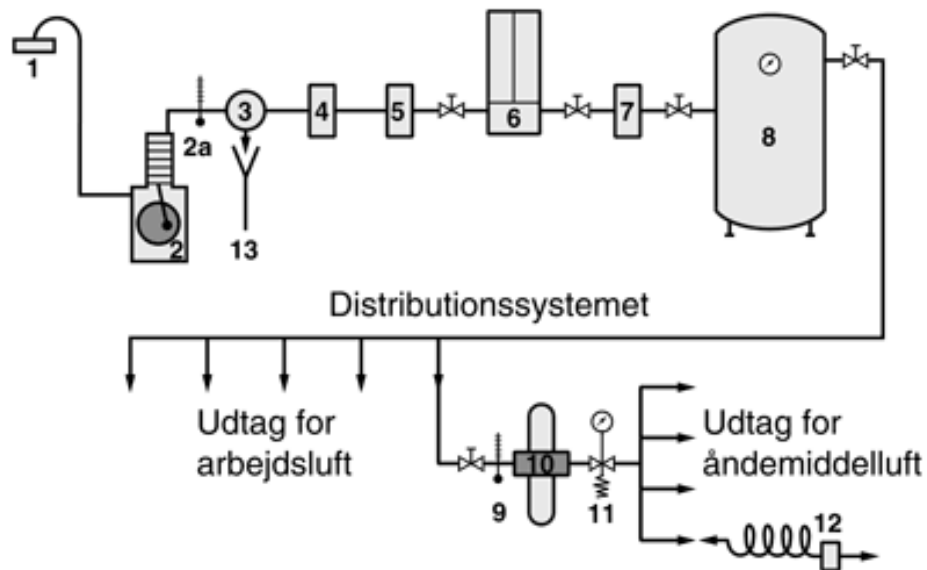 1
2a
3
4
5
6
7
8
2
13
Distributionssystemet
Udtag for
arbejdsluft
Udtag for
åndemiddelluft
9
10
11
12